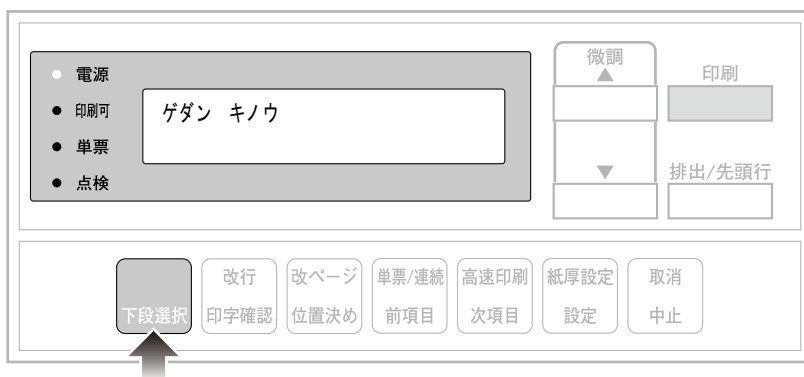 電源
印刷可
単票
点検
ゲダン キノウ
微調
▲
▼
印刷
排出/先頭行
下段選択
改行
印字確認
改ページ
位置決め
単票/連続
前項目
高速印刷
次項目
紙厚設定
設定
取消
中止